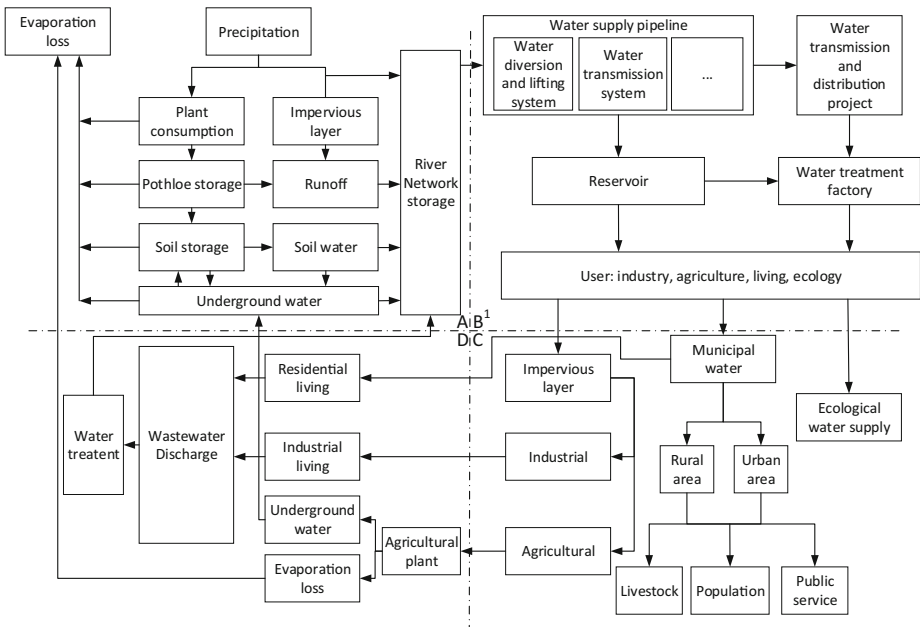 Evaporation
loss
Precipitation
Plant
consumption
Impervious
layer
Pothloe storage
Runoff
Soil storage
Soil water
Underground water
River
Network
storage
Water supply pipeline
Water
diversion
and lifting
system
Water
transmission
system
...
Water
transmission
and
distribution
project
Reservoir
Water treatment
factory
User: industry, agriculture, living, ecology
A B¹
D C
Residential
living
Industrial
living
Underground
water
Evaporation
loss
Wastewater
Discharge
Water
treatent
Agricultural
plant
Impervious
layer
Industrial
Agricultural
Municipal
water
Ecological
water supply
Rural
area
Urban
area
Livestock
Population
Public
service